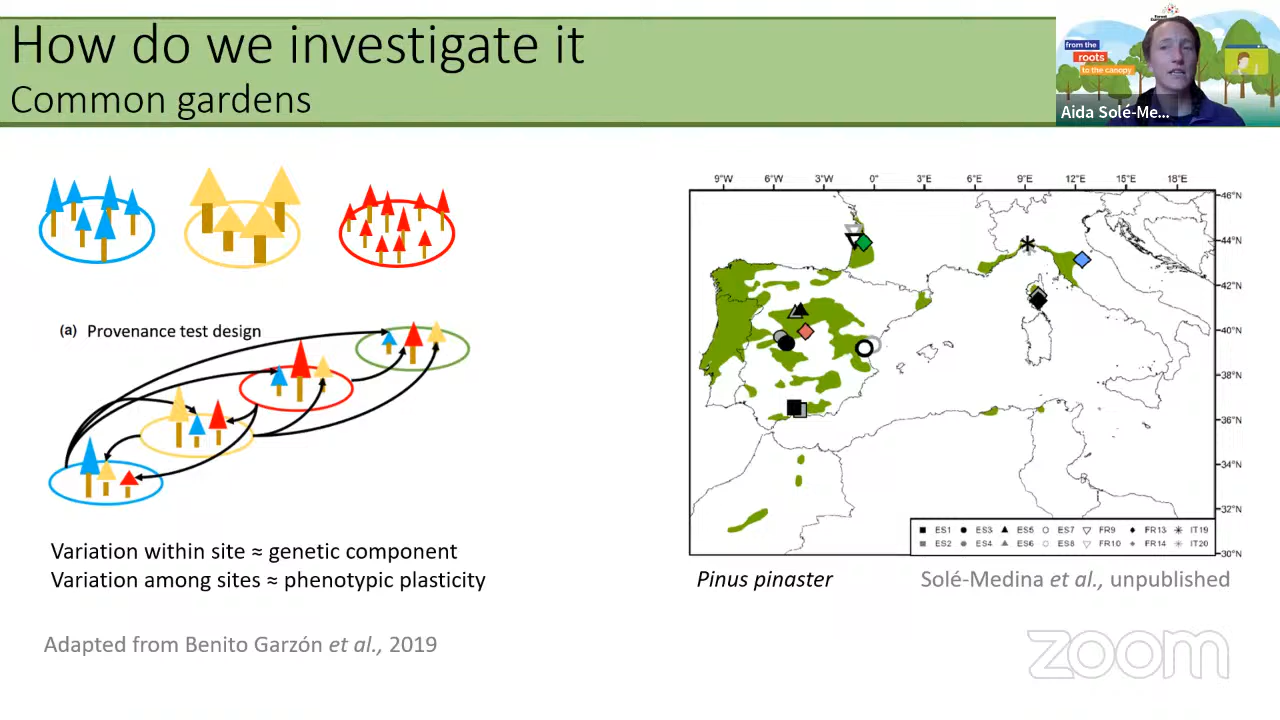 How do we investigate it
Common gardens
from the
roots
to the canopy
Aida Solé-Me...
(a) Provenance test design
Variation within site ≈ genetic component
Variation among sites ≈ phenotypic plasticity
Adapted from Benito Garzón et al., 2019
9°W 6°W 3°W 0° 3°E 6°E 9°E 12°E 15°E 18°E
46°N
44°N
42°N
40°N
38°N
36°N
34°N
32°N
30°N
ES1 ES3 ES5 ES7 FR9 FR13 IT19
ES2 ES4 ES6 ES8 FR10 FR14 IT20
Pinus pinaster
Solé-Medina et al., unpublished
zoom